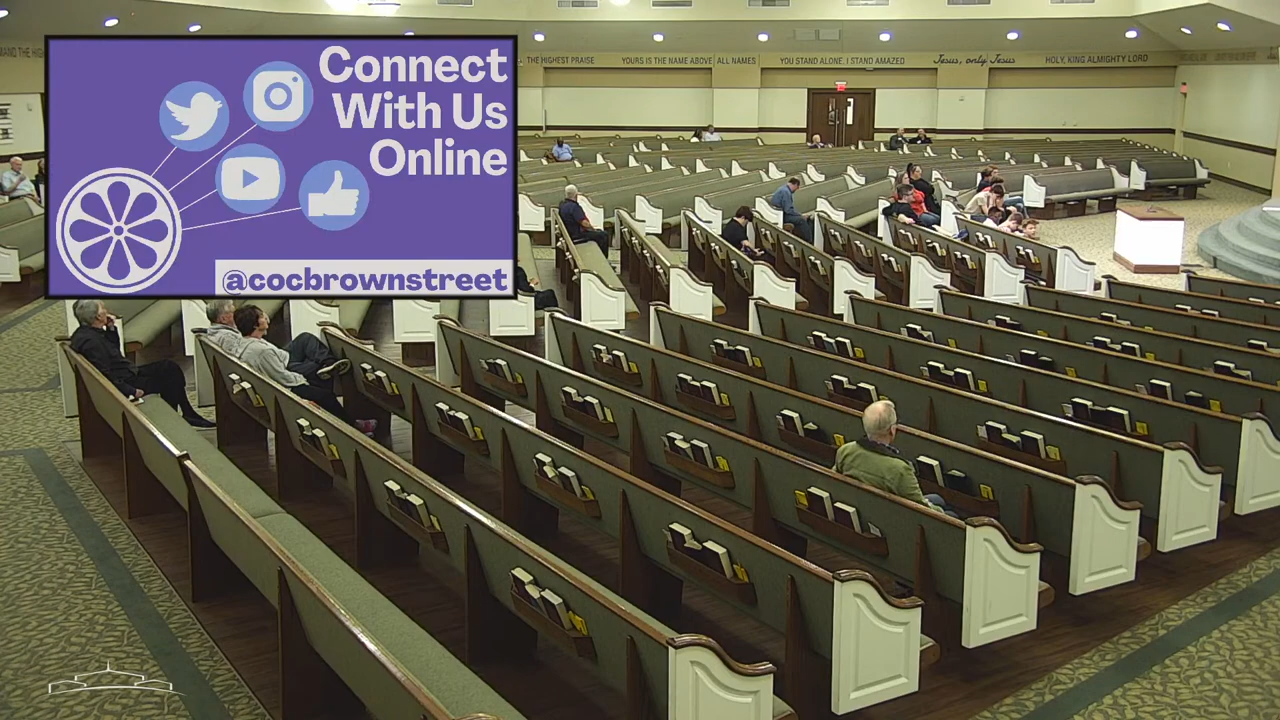 Connect
With Us
Online
@cocbrownstreet
THE HIGHEST PRAISE
YOURS IS THE NAME ABOVE ALL NAMES
YOU STAND ALONE, I STAND AMAZED
Jesus, only Jesus
HOLY, KING ALMIGHTY LORD